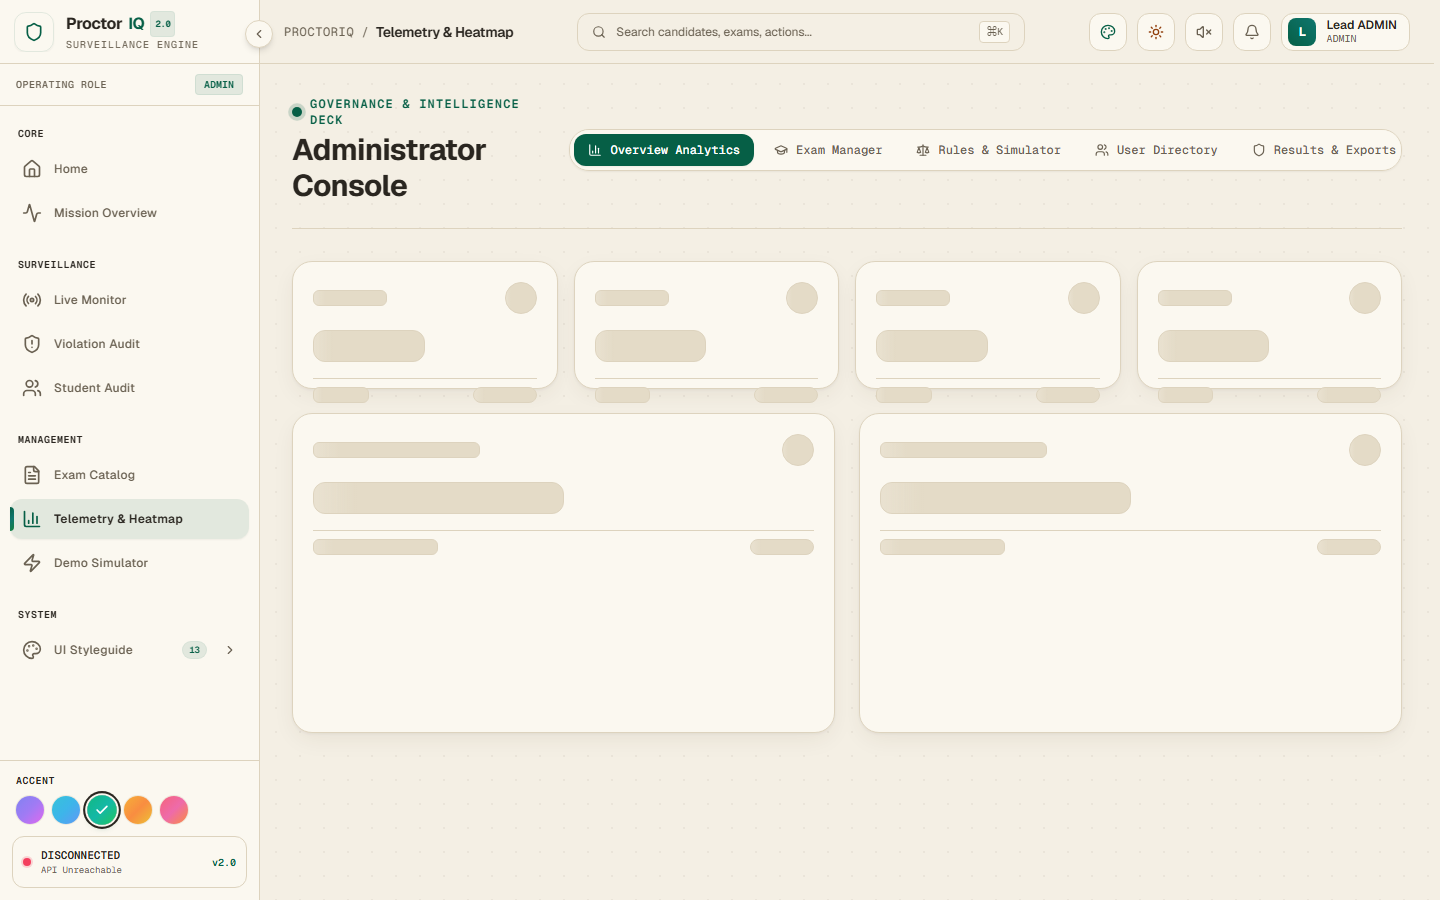 Proctor IQ 2.0
SURVEILLANCE ENGINE
OPERATING ROLE ADMIN
CORE
Home
Mission Overview
SURVEILLANCE
Live Monitor
Violation Audit
Student Audit
MANAGEMENT
Exam Catalog
Telemetry & Heatmap
Demo Simulator
SYSTEM
UI Styleguide 13
ACCENT
DISCONNECTED
API Unreachable
v2.0
PROCTORIQ / Telemetry & Heatmap
Search candidates, exams, actions... ⌘K
L
Lead ADMIN
ADMIN
GOVERNANCE & INTELLIGENCE
DECK
Administrator
Console
Overview Analytics Exam Manager Rules & Simulator User Directory Results & Exports